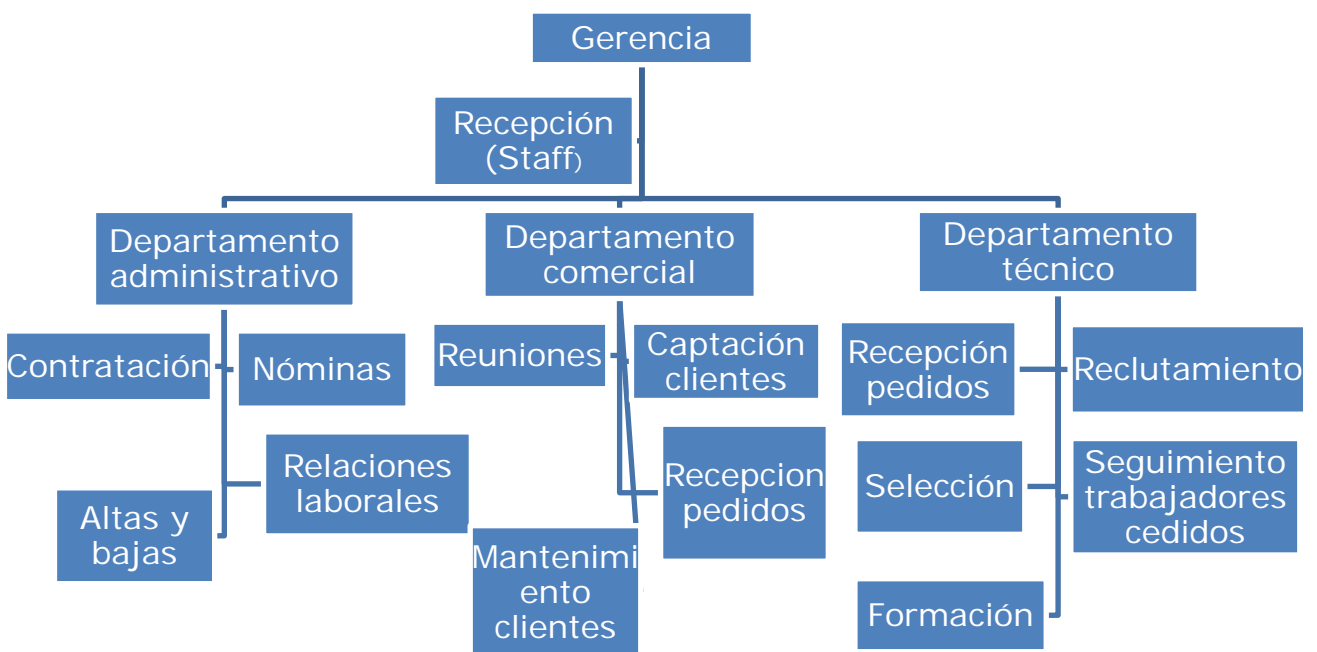 Gerencia
Recepción
(Staff)
Departamento
administrativo
Departamento
comercial
Departamento
técnico
Contratación
Nóminas
Reuniones
Captación
clientes
Recepción
pedidos
Reclutamiento
Altas y
bajas
Relaciones
laborales
Mantenimi
ento
clientes
Recepcion
pedidos
Selección
Seguimiento
trabajadores
cedidos
Formación